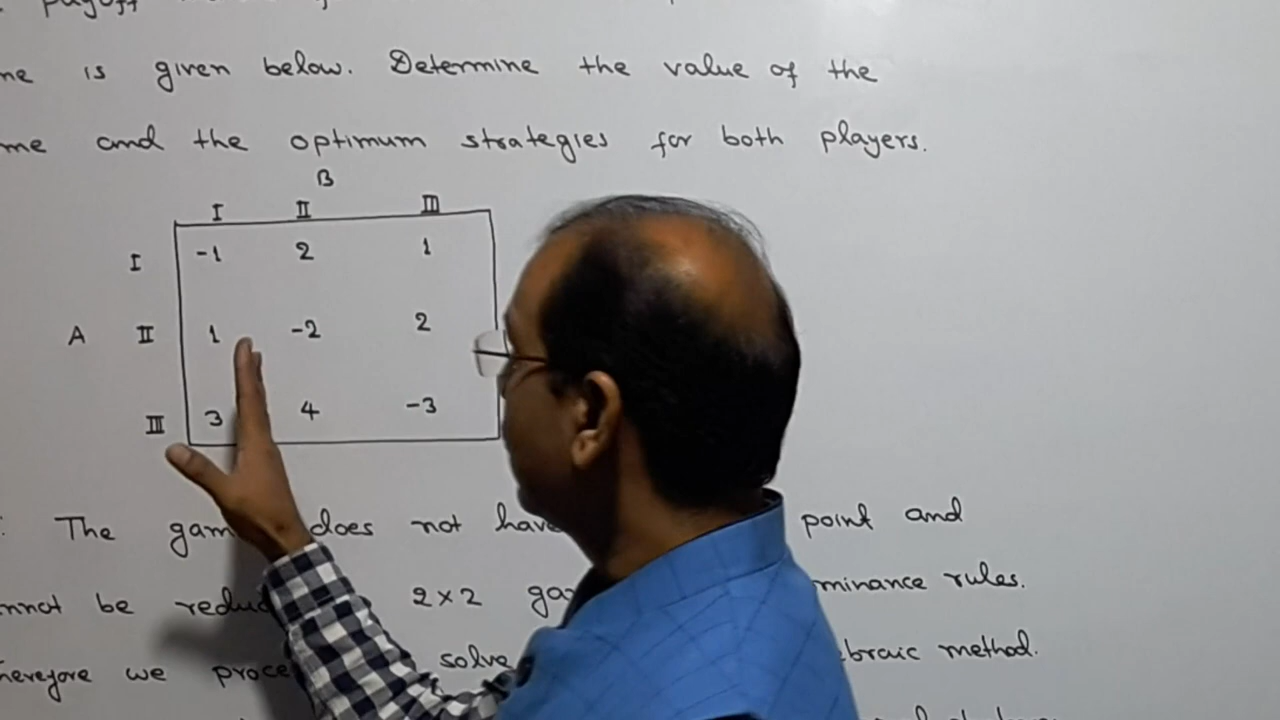 payoff
ne is given below. Determine the value of the
me and the optimum strategies for both players.
B
I II III
I -1 2 1
A II 1 -2 2
III 3 4 -3
: The gam does not have point and
nnot be reduc 2×2 ga minance rules.
herefore we proce solve braic method.